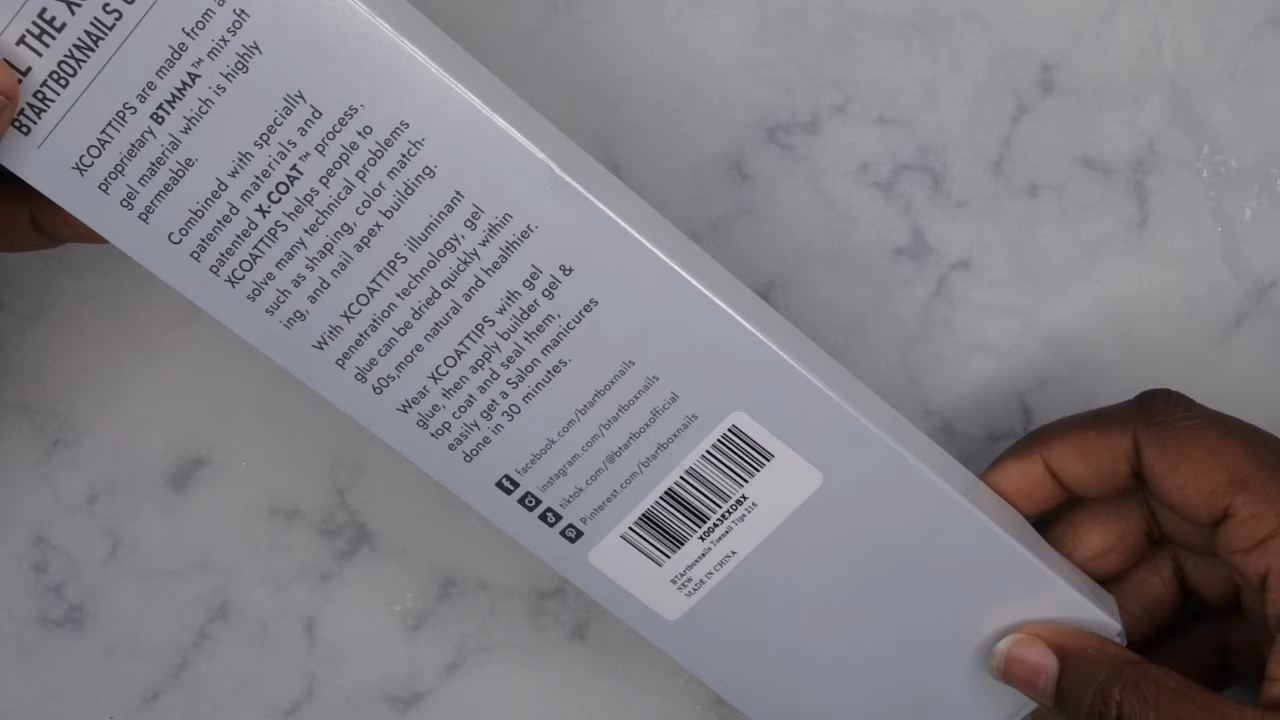 L THE X
BTARTBOXNAILS
XCOATTIPS are made from a
proprietary BTMMA™ mix soft
gel material which is highly
permeable.
Combined with specially
patented materials and
patented X-COAT™ process,
XCOATTIPS helps people to
solve many technical problems
such as shaping, color match-
ing, and nail apex building.
With XCOATTIPS illuminant
penetration technology, gel
glue can be dried quickly within
60s,more natural and healthier.
Wear XCOATTIPS with gel
glue, then apply builder gel &
top coat and seal them,
easily get a Salon manicures
done in 30 minutes.
facebook.com/btartboxnails
instagram.com/btartboxnails
tiktok.com/@btartboxofficial
Pinterest.com/btartboxnails
X0043EXDBX
BTArtboxnails Toenail Tips 216
NEW
MADE IN CHINA